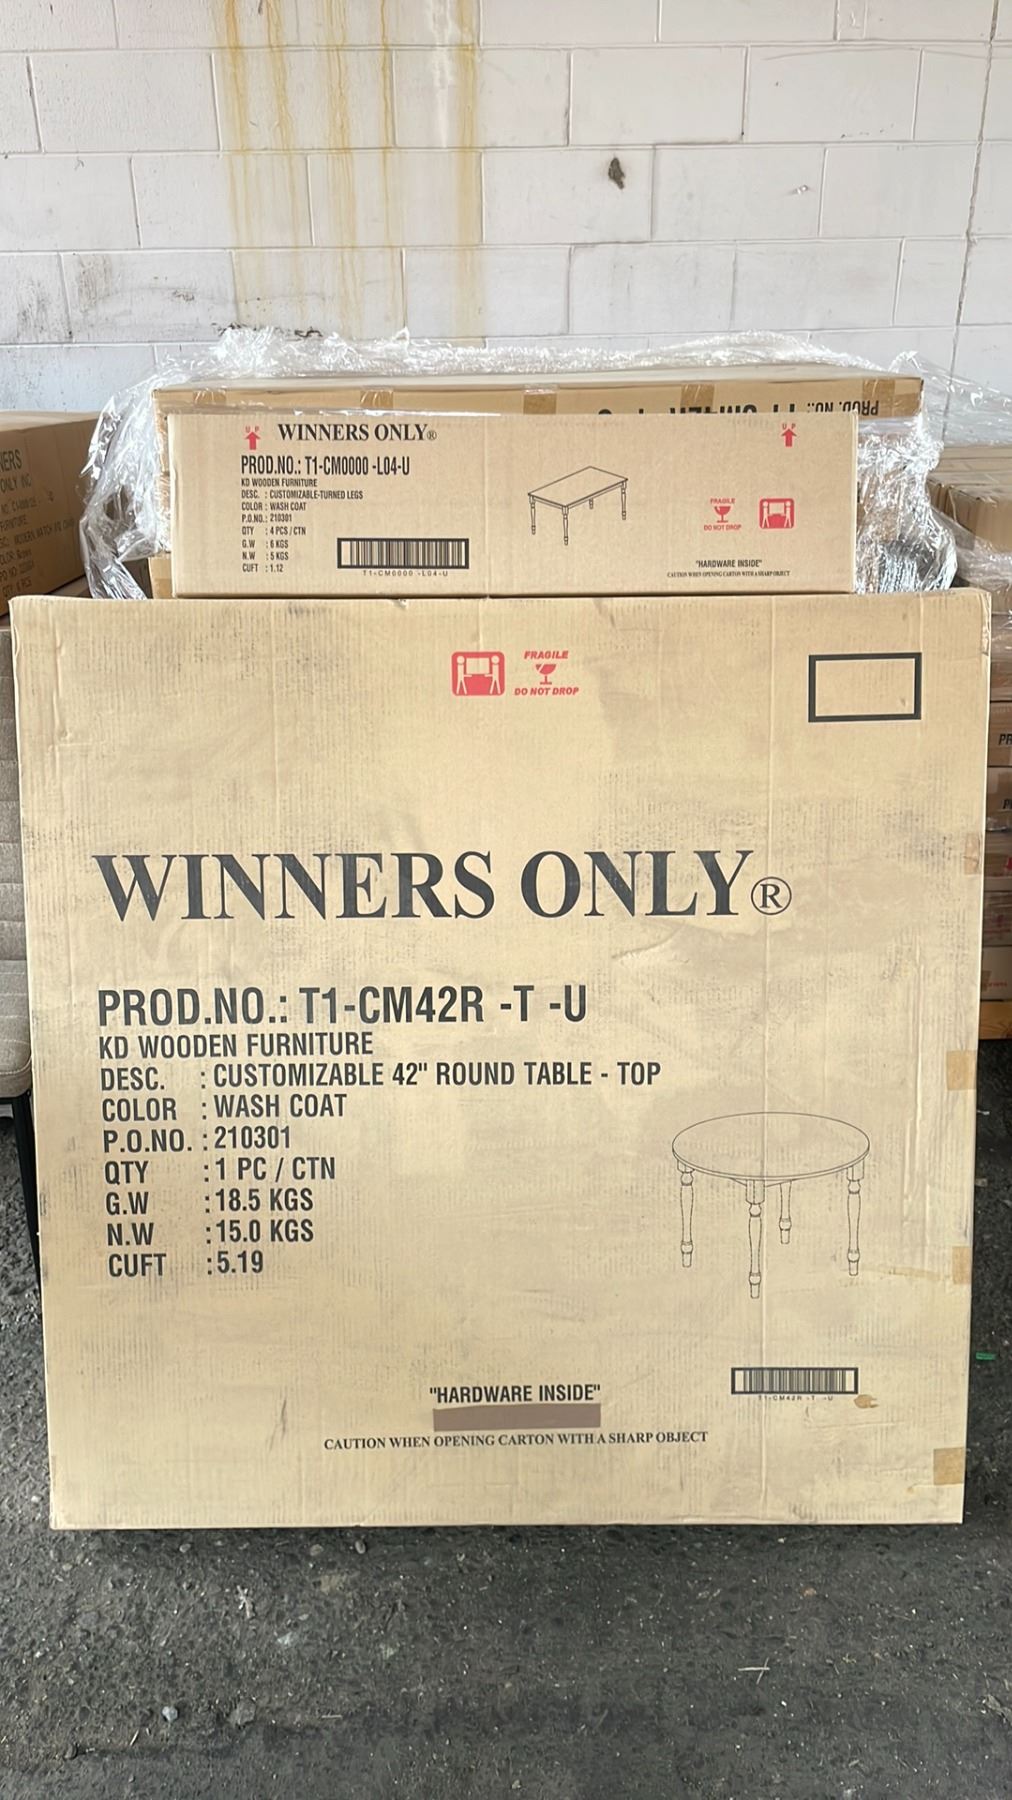 PROD. NO.:
UP
WINNERS ONLY®
UP
PROD.NO.: T1-CM0000 -L04-U
KD WOODEN FURNITURE
DESC. : CUSTOMIZABLE-TURNED LEGS
COLOR : WASH COAT
P.O.NO.: 210301
QTY : 4 PCS / CTN
G.W : 6 KGS
N.W : 5 KGS
CUFT : 1.12
T1-CM0000 -L04-U
FRAGILE
DO NOT DROP
"HARDWARE INSIDE"
CAUTION WHEN OPENING CARTON WITH A SHARP OBJECT
FRAGILE
DO NOT DROP
WINNERS ONLY®
PROD.NO.: T1-CM42R -T -U
KD WOODEN FURNITURE
DESC. : CUSTOMIZABLE 42" ROUND TABLE - TOP
COLOR : WASH COAT
P.O.NO. : 210301
QTY : 1 PC / CTN
G.W : 18.5 KGS
N.W : 15.0 KGS
CUFT : 5.19
"HARDWARE INSIDE"
T1-CM42R -T -U
CAUTION WHEN OPENING CARTON WITH A SHARP OBJECT